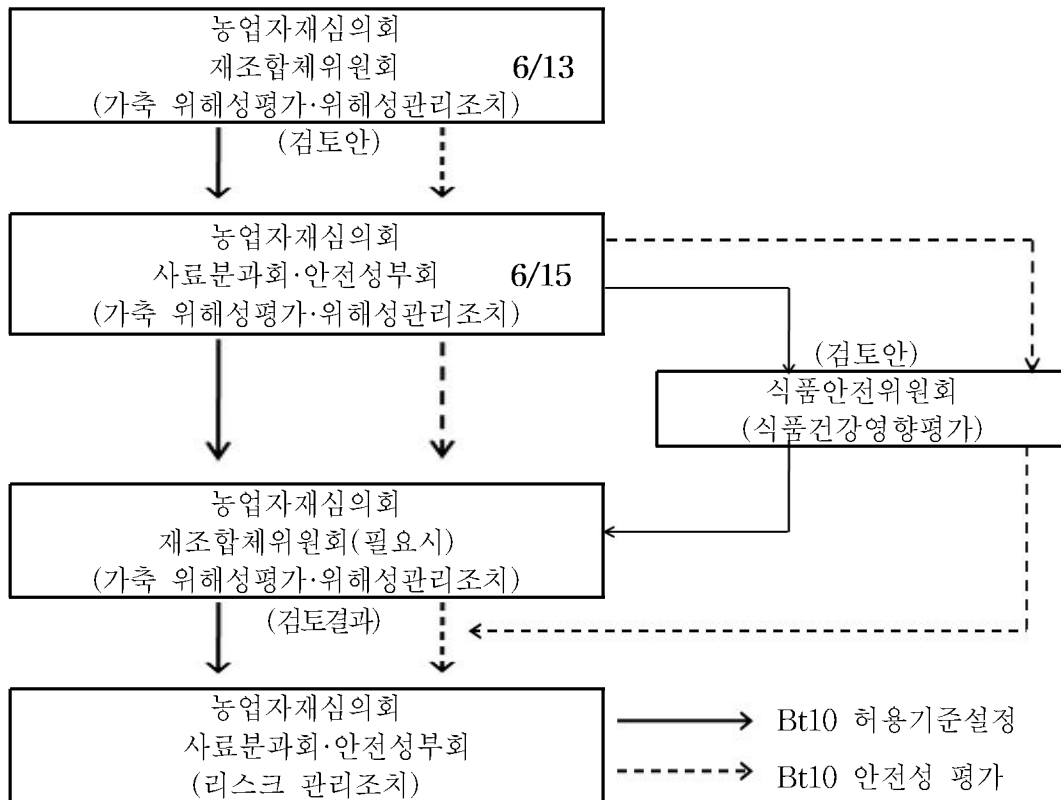 농업자재심의회
재조합체위원회 6/13
(가축 위해성평가·위해성관리조치)
(검토안)
농업자재심의회
사료분과회·안전성부회 6/15
(가축 위해성평가·위해성관리조치)
(검토안)
식품안전위원회
(식품건강영향평가)
농업자재심의회
재조합체위원회(필요시)
(가축 위해성평가·위해성관리조치)
(검토결과)
농업자재심의회
사료분과회·안전성부회
(리스크 관리조치)
Bt10 허용기준설정
Bt10 안전성 평가